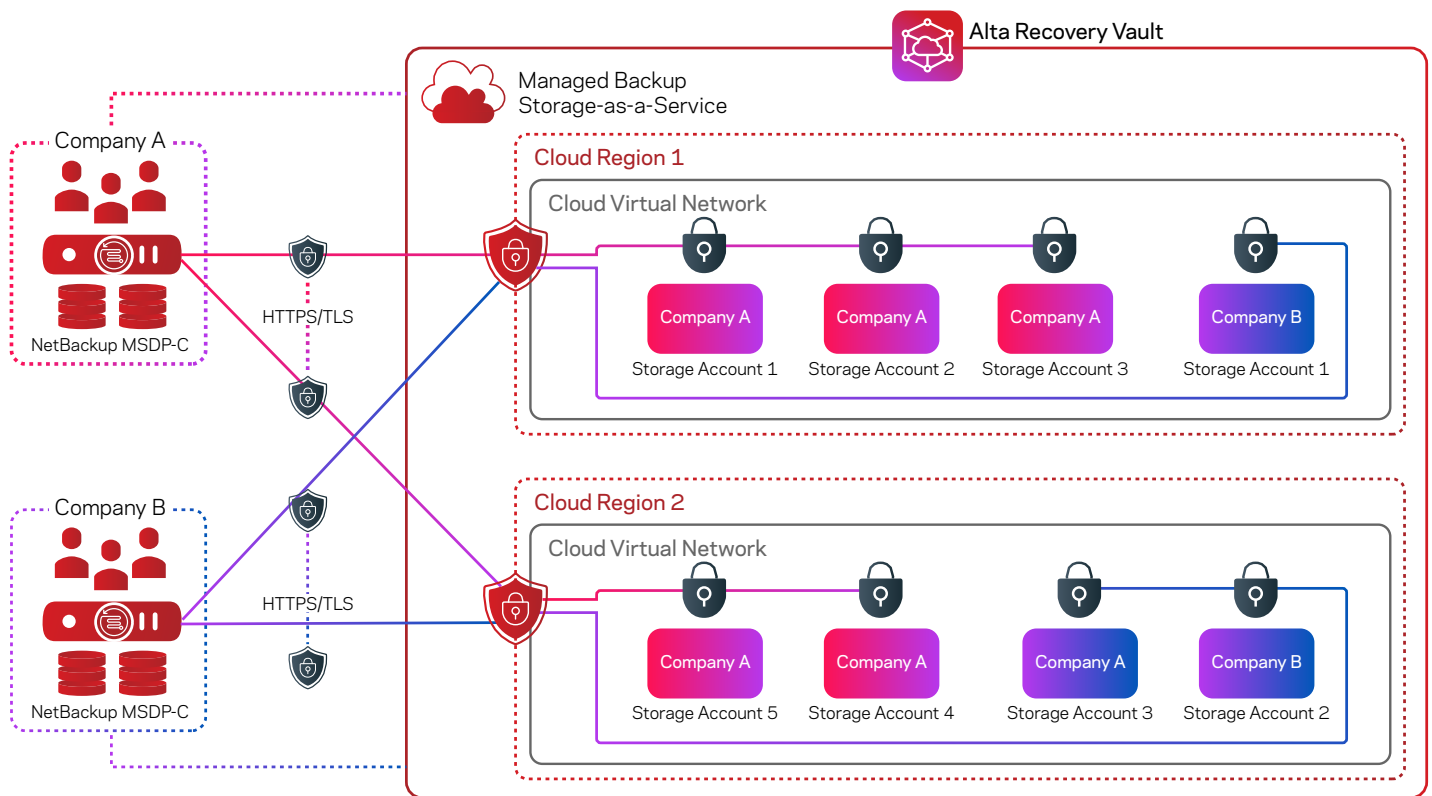 Alta Recovery Vault
Managed Backup
Storage-as-a-Service
Company A
NetBackup MSDP-C
HTTPS/TLS
Cloud Region 1
Cloud Virtual Network
Company A
Company A
Company A
Company B
Storage Account 1
Storage Account 2
Storage Account 3
Storage Account 1
Company B
NetBackup MSDP-C
HTTPS/TLS
Cloud Region 2
Cloud Virtual Network
Company A
Company A
Company A
Company B
Storage Account 5
Storage Account 4
Storage Account 3
Storage Account 2